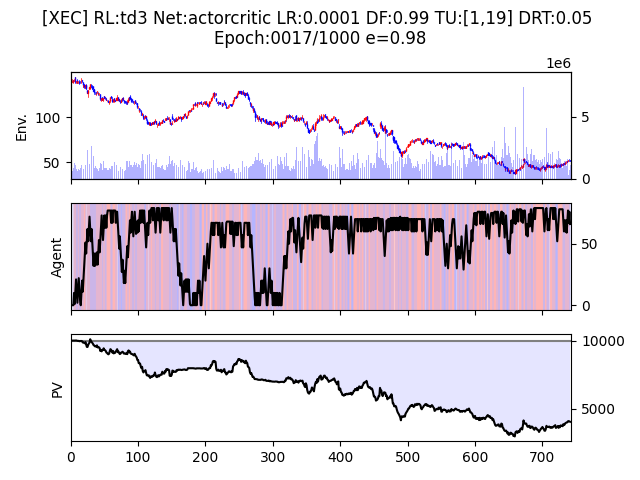 [XEC] RL:td3 Net:actorcritic LR:0.0001 DF:0.99 TU:[1,19] DRT:0.05
Epoch:0017/1000 e=0.98
1e6
Env.
100
50
5
0
Agent
50
0
PV
10000
5000
0 100 200 300 400 500 600 700